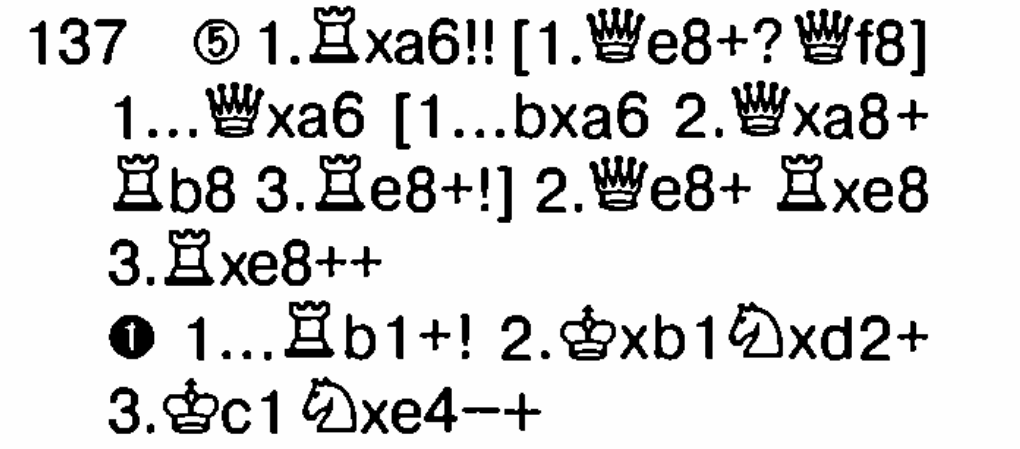 137 ⑤ 1.♖xa6!! [1.♕e8+? ♕f8]
1...♕xa6 [1...bxa6 2.♕xa8+
♖b8 3.♖e8+!] 2.♕e8+ ♖xe8
3.♖xe8++
❶ 1...♖b1+! 2.♔xb1♘xd2+
3.♔c1 ♘xe4−+